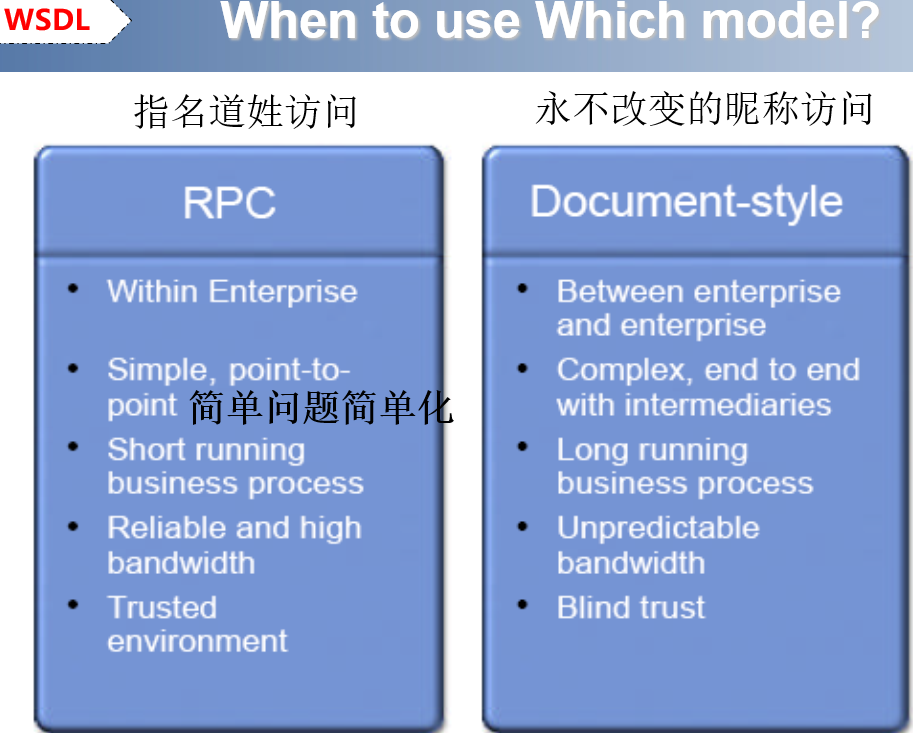 WSDL
When to use Which model?
指名道姓访问
永不改变的昵称访问
RPC
• Within Enterprise
• Simple, point-to-
point 简单问题简单化
• Short running
business process
• Reliable and high
bandwidth
• Trusted
environment
Document-style
• Between enterprise
and enterprise
• Complex, end to end
with intermediaries
• Long running
business process
• Unpredictable
bandwidth
• Blind trust